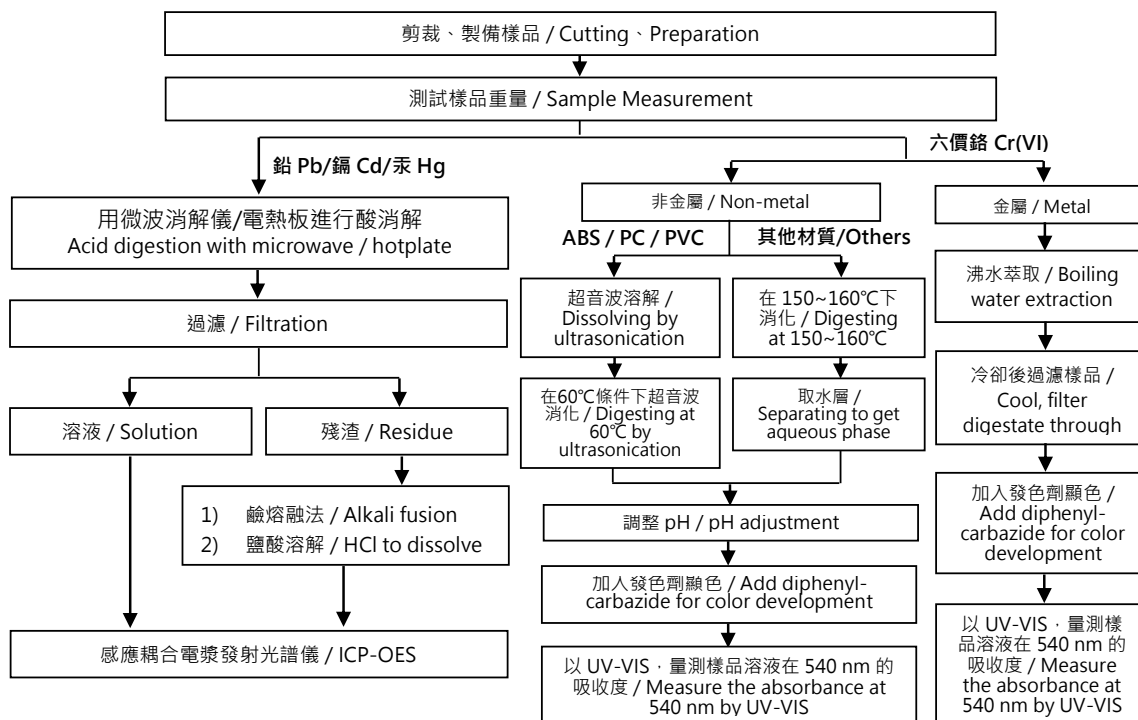 剪裁、製備樣品 / Cutting、Preparation
測試樣品重量 / Sample Measurement
鉛 Pb/鎘 Cd/汞 Hg
六價鉻 Cr(VI)
用微波消解儀/電熱板進行酸消解
Acid digestion with microwave / hotplate
過濾 / Filtration
溶液 / Solution
殘渣 / Residue
1) 鹼熔融法 / Alkali fusion
2) 鹽酸溶解 / HCl to dissolve
感應耦合電漿發射光譜儀 / ICP-OES
非金屬 / Non-metal
ABS / PC / PVC
其他材質/Others
超音波溶解 /
Dissolving by
ultrasonication
在60℃條件下超音波
消化 / Digesting at
60℃ by
ultrasonication
在 150~160℃下
消化 / Digesting
at 150~160℃
取水層 /
Separating to get
aqueous phase
調整 pH / pH adjustment
加入發色劑顯色 / Add diphenyl-
carbazide for color development
以 UV-VIS，量測樣品溶液在 540 nm 的
吸收度 / Measure the absorbance at
540 nm by UV-VIS
金屬 / Metal
沸水萃取 / Boiling
water extraction
冷卻後過濾樣品 /
Cool, filter
digestate through
加入發色劑顯色 /
Add diphenyl-
carbazide for color
development
以 UV-VIS，量測樣
品溶液在 540 nm 的
吸收度 / Measure
the absorbance at
540 nm by UV-VIS